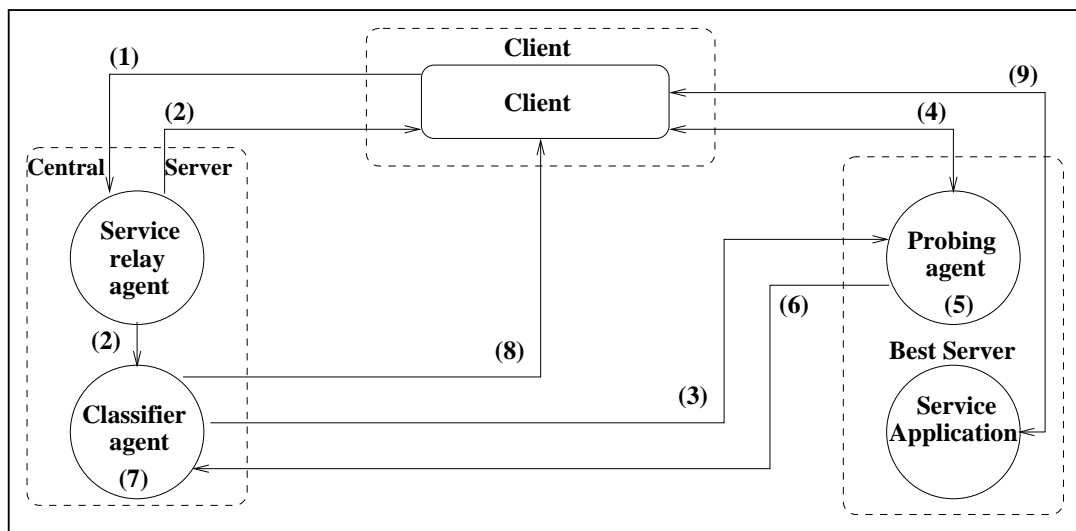 Client
(1)
Client
(9)
(2)
(4)
Central Server
Service
relay
agent
Probing
agent
(5)
(6)
(2)
(8)
Best Server
(3)
Classifier
agent
(7)
Service
Application